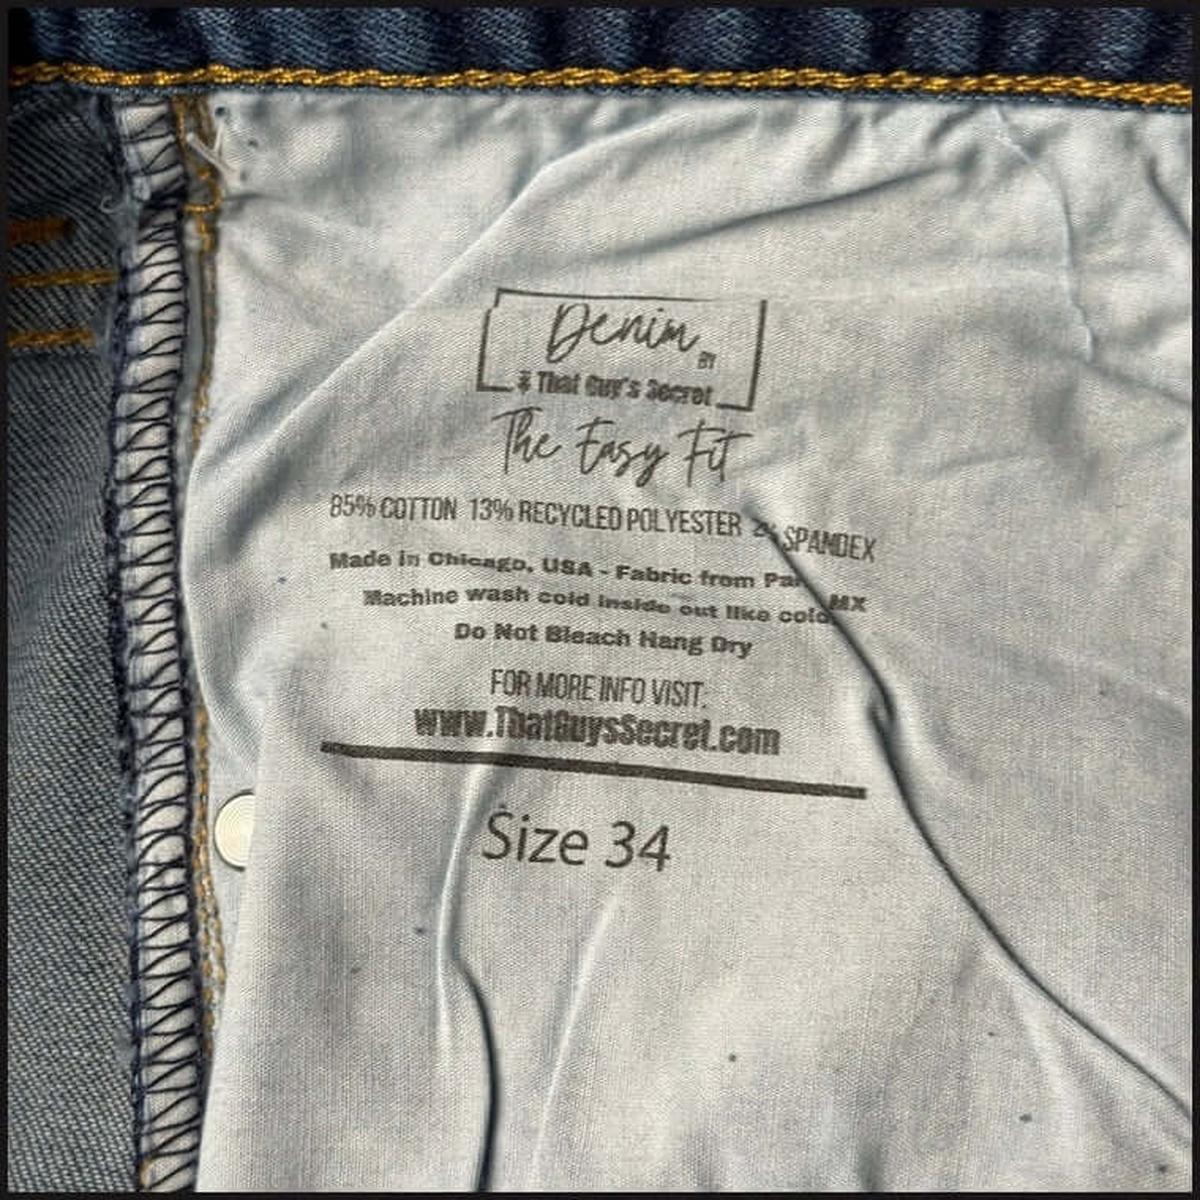 Denim
BY
That Guy's Secret
The Easy Fit
85% COTTON 13% RECYCLED POLYESTER 2% SPANDEX
Made in Chicago, USA - Fabric from MX
Machine wash cold inside out like cold
Do Not Bleach Hang Dry
FOR MORE INFO VISIT:
www.ThatGuysSecret.com
Size 34